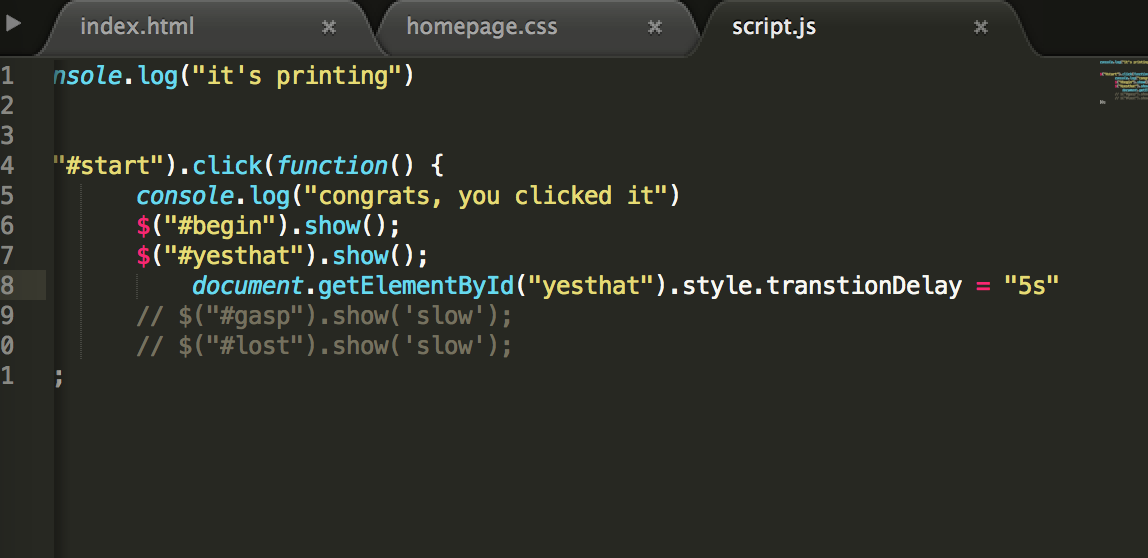 index.html × homepage.css × script.js ×
1 nsole.log("it's printing")
2
3
4 "#start").click(function() {
5 console.log("congrats, you clicked it")
6 $("#begin").show();
7 $("#yesthat").show();
8 document.getElementById("yesthat").style.transtionDelay = "5s"
9 // $("#gasp").show('slow');
0 // $("#lost").show('slow');
1 ;